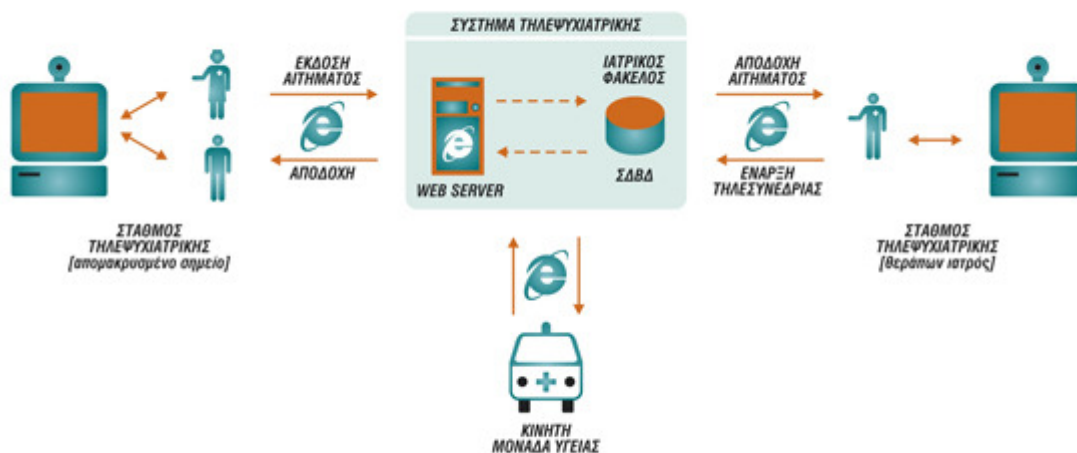 ΣΥΣΤΗΜΑ ΤΗΛΕΨΥΧΙΑΤΡΙΚΗΣ
ΕΚΔΟΣΗ
ΑΙΤΗΜΑΤΟΣ
ΑΠΟΔΟΧΗ
WEB SERVER
ΙΑΤΡΙΚΟΣ
ΦΑΚΕΛΟΣ
ΣΔΒΔ
ΑΠΟΔΟΧΗ
ΑΙΤΗΜΑΤΟΣ
ΕΝΑΡΞΗ
ΤΗΛΕΣΥΝΕΔΡΙΑΣ
ΣΤΑΘΜΟΣ
ΤΗΛΕΨΥΧΙΑΤΡΙΚΗΣ
[απομακρυσμένο σημείο]
ΣΤΑΘΜΟΣ
ΤΗΛΕΨΥΧΙΑΤΡΙΚΗΣ
[θεράπων ιατρός]
ΚΙΝΗΤΗ
ΜΟΝΑΔΑ ΥΓΕΙΑΣ